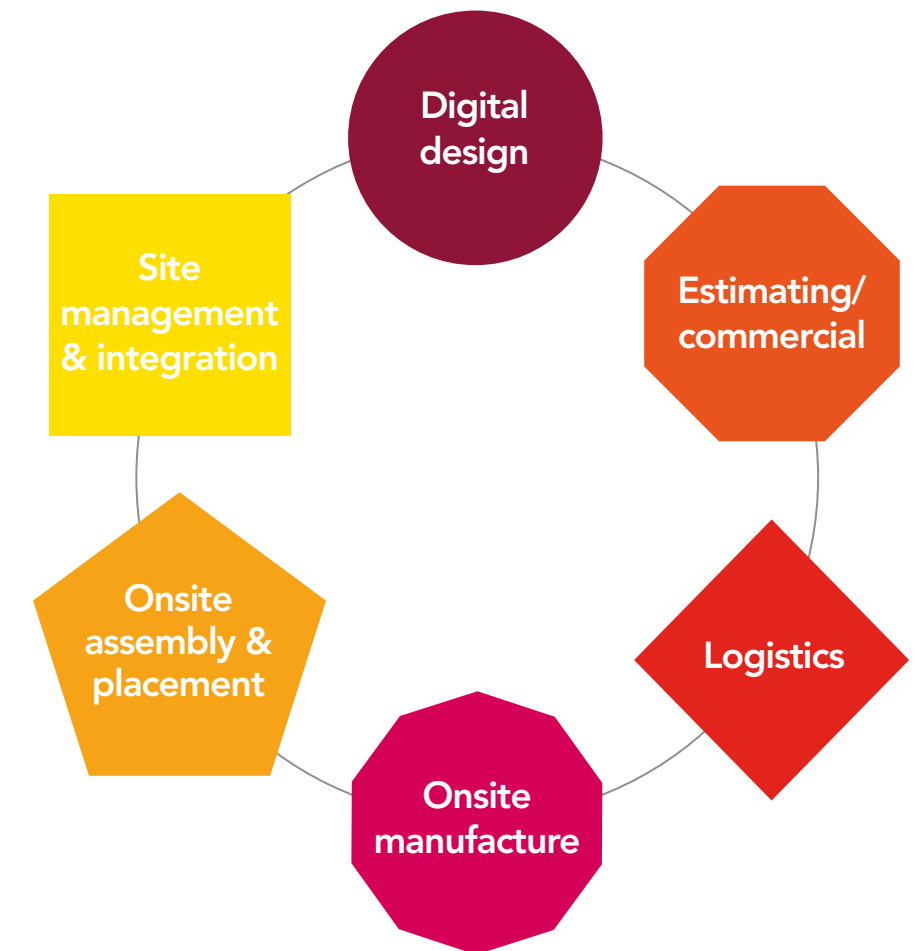 Digital
design
Estimating/
commercial
Logistics
Onsite
manufacture
Onsite
assembly &
placement
Site
management
& integration